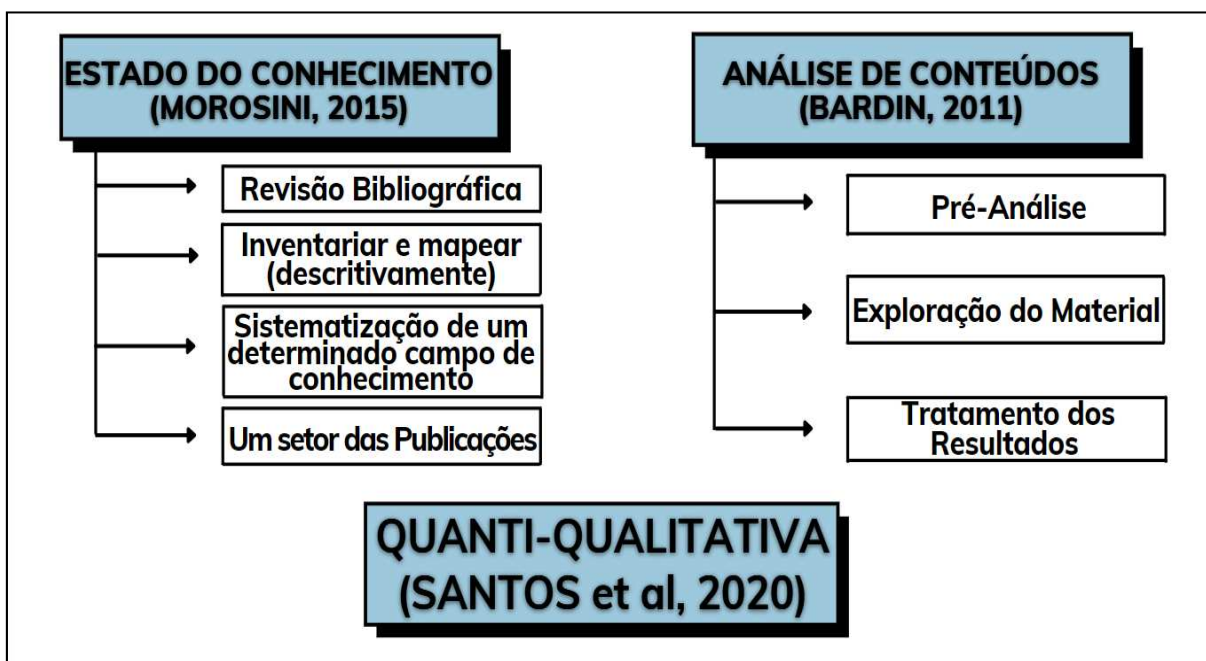 ESTADO DO CONHECIMENTO
(MOROSINI, 2015)
Revisão Bibliográfica
Inventariar e mapear
(descritivamente)
Sistematização de um
determinado campo de
conhecimento
Um setor das Publicações
ANÁLISE DE CONTEÚDOS
(BARDIN, 2011)
Pré-Análise
Exploração do Material
Tratamento dos
Resultados
QUANTI-QUALITATIVA
(SANTOS et al, 2020)